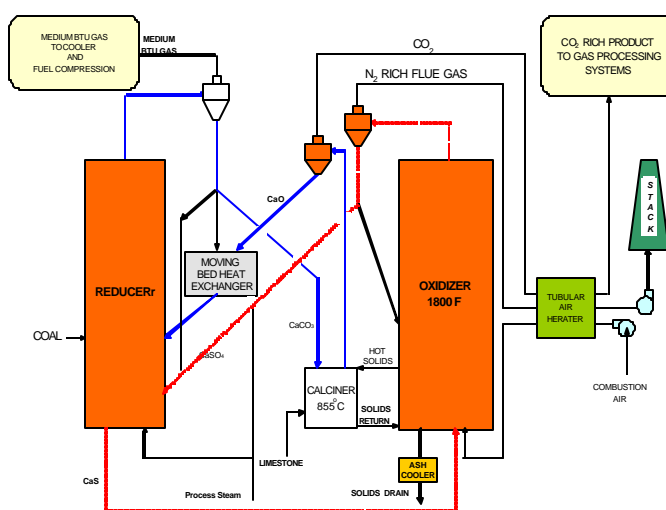 MEDIUM BTU GAS
TO COOLER
AND
FUEL COMPRESSION
MEDIUM
BTU GAS
CO2
N2 RICH FLUE GAS
CO2 RICH PRODUCT
TO GAS PROCESSING
SYSTEMS
STACK
CaO
MOVING
BED HEAT
EXCHANGER
REDUCERr
OXIDIZER
1800 F
TUBULAR
AIR
HERATER
COAL
CaSO4
CaCO3
HOT
SOLIDS
CALCINER
855°C
SOLIDS
RETURN
COMBUSTION
AIR
LIMESTONE
ASH
COOLER
CaS
Process Steam
SOLIDS DRAIN